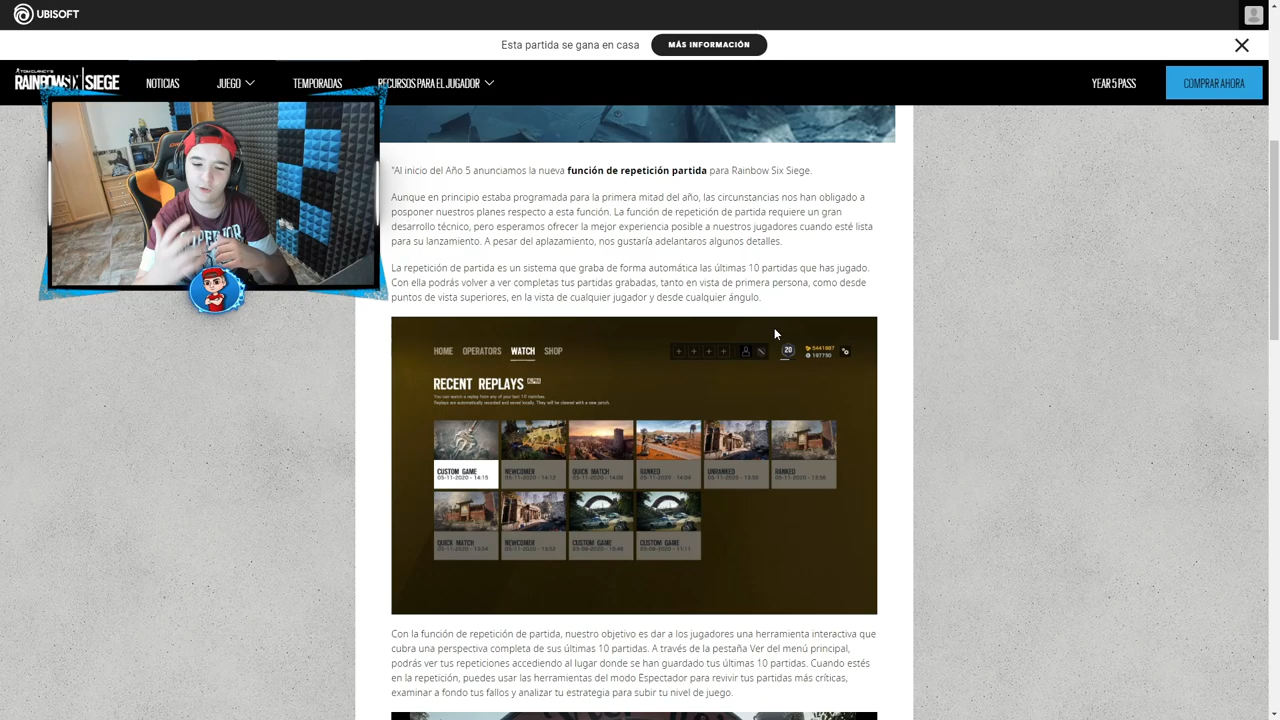 UBISOFT
Esta partida se gana en casa
MÁS INFORMACIÓN
TOM CLANCY'S
RAINBOW SIX | SIEGE
NOTICIAS
JUEGO
TEMPORADAS
RECURSOS PARA EL JUGADOR
YEAR 5 PASS
COMPRAR AHORA
"Al inicio del Año 5 anunciamos la nueva función de repetición partida para Rainbow Six Siege.
Aunque en principio estaba programada para la primera mitad del año, las circunstancias nos han obligado a
posponer nuestros planes respecto a esta función. La función de repetición de partida requiere un gran
desarrollo técnico, pero esperamos ofrecer la mejor experiencia posible a nuestros jugadores cuando esté lista
para su lanzamiento. A pesar del aplazamiento, nos gustaría adelantaros algunos detalles.
La repetición de partida es un sistema que graba de forma automática las últimas 10 partidas que has jugado.
Con ella podrás volver a ver completas tus partidas grabadas, tanto en vista de primera persona, como desde
puntos de vista superiores, en la vista de cualquier jugador y desde cualquier ángulo.
HOME OPERATORS WATCH SHOP
20
5441887
197750
RECENT REPLAYS
You can watch a replay from any of your last 10 matches.
Replays are automatically recorded and saved locally. They will be cleared with a new patch.
CUSTOM GAME NEWCOMER QUICK MATCH RANKED UNRANKED RANKED
05-11-2020 - 14:15 05-11-2020 - 14:12 05-11-2020 - 14:08 05-11-2020 - 14:04 05-11-2020 - 13:58 05-11-2020 - 13:56
QUICK MATCH NEWCOMER CUSTOM GAME CUSTOM GAME
05-11-2020 - 13:54 05-11-2020 - 13:52
SUPERIOR
Con la función de repetición de partida, nuestro objetivo es dar a los jugadores una herramienta interactiva que
cubra una perspectiva completa de sus últimas 10 partidas. A través de la pestaña Ver del menú principal,
podrás ver tus repeticiones accediendo al lugar donde se han guardado tus últimas 10 partidas. Cuando estés
en la repetición, puedes usar las herramientas del modo Espectador para revivir tus partidas más críticas,
examinar a fondo tus fallos y analizar tu estrategia para subir tu nivel de juego.